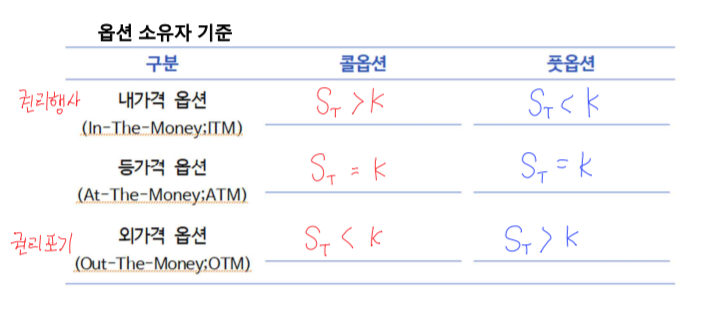 옵션 소유자 기준
구분 콜옵션 풋옵션
권리행사 내가격 옵션 S_T > K S_T < K
(In-The-Money;ITM)
등가격 옵션 S_T = K S_T = K
(At-The-Money;ATM)
권리포기 외가격 옵션 S_T < K S_T > K
(Out-The-Money;OTM)